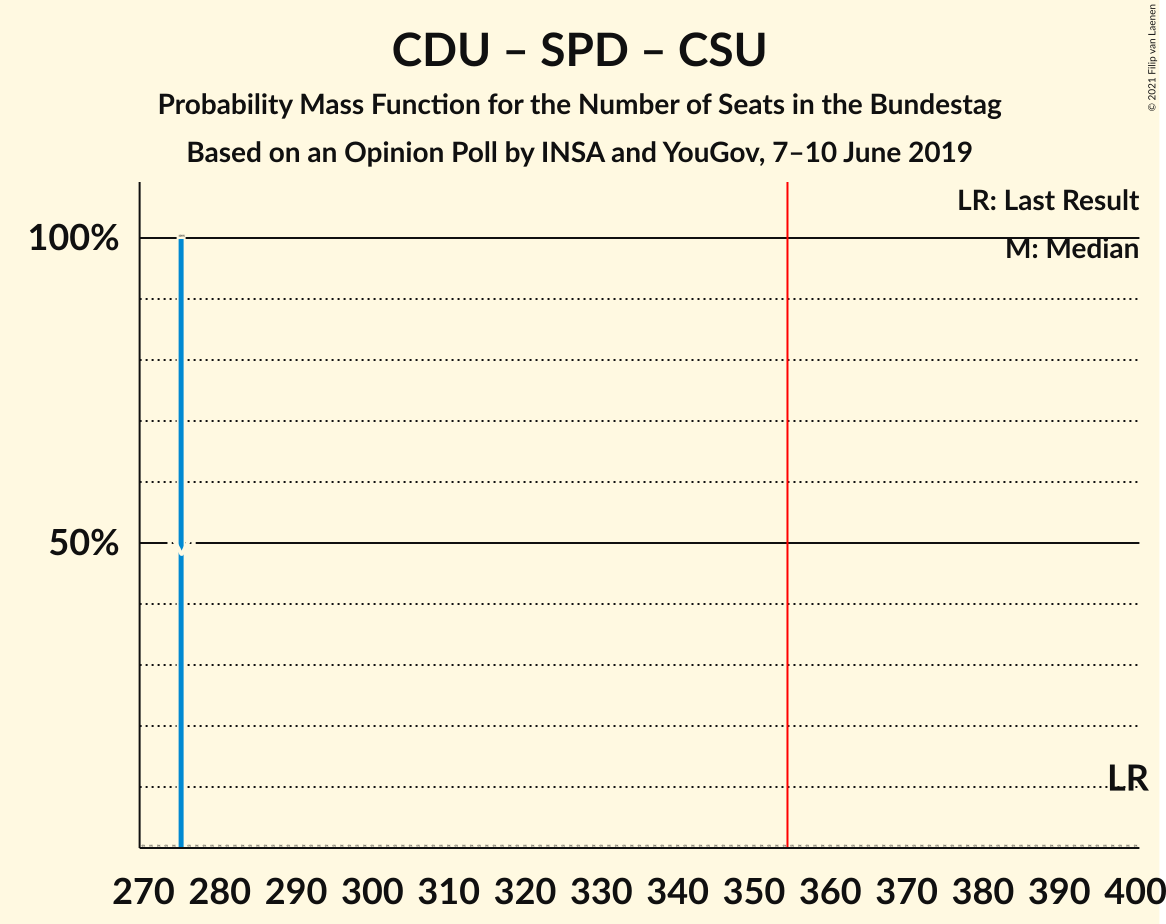 CDU – SPD – CSU
Probability Mass Function for the Number of Seats in the Bundestag
Based on an Opinion Poll by INSA and YouGov, 7–10 June 2019
© 2021 Filip van Laenen
LR: Last Result
M: Median
100%
50%
LR
270 280 290 300 310 320 330 340 350 360 370 380 390 400